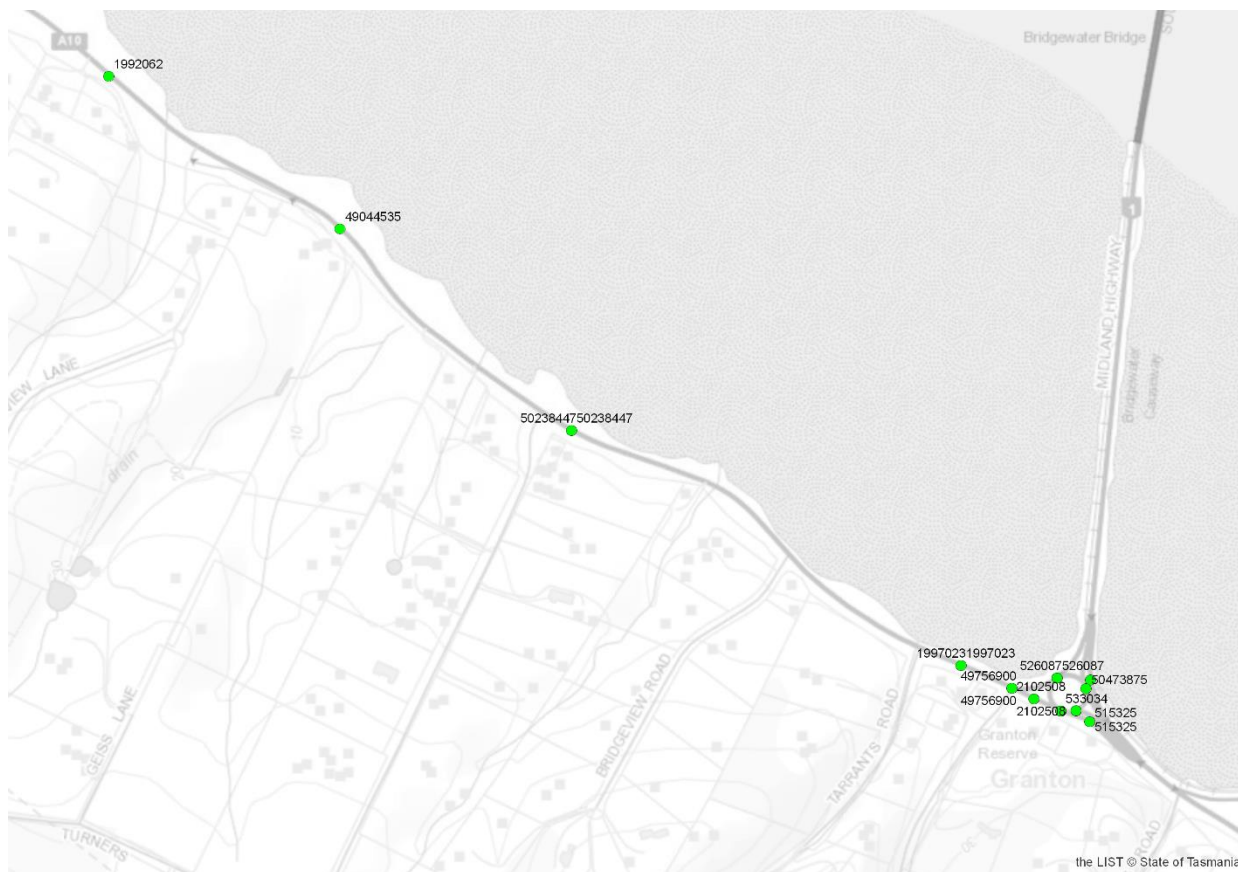 SO
Bridgewater Bridge
A10
1992062
1
49044535
MIDLAND HIGHWAY
Bridgewater
Causeway
VIEW LANE
10
5023844750238447
drain
20
19970231997023
526087526087
49756900
2102508
50473875
49756900
533034
2102508
515325
515325
Granton
Reserve
Granton
GEISS LANE
BRIDGEVIEW ROAD
TARRANTS ROAD
TURNERS
30
ROAD
the LIST © State of Tasmania